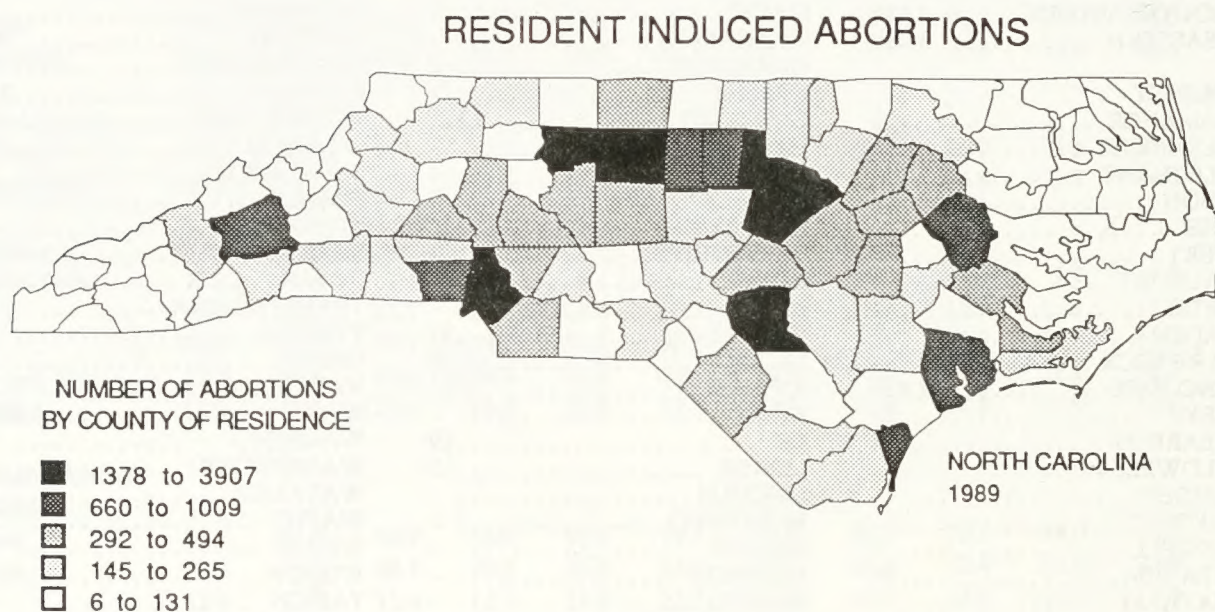 RESIDENT INDUCED ABORTIONS
NUMBER OF ABORTIONS
BY COUNTY OF RESIDENCE
1378 to 3907
660 to 1009
292 to 494
145 to 265
6 to 131
NORTH CAROLINA
1989